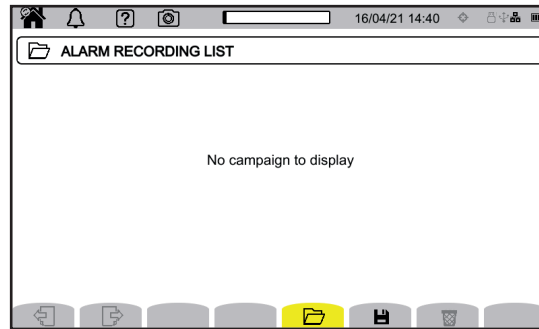 ?
16/04/21 14:40
ALARM RECORDING LIST
No campaign to display